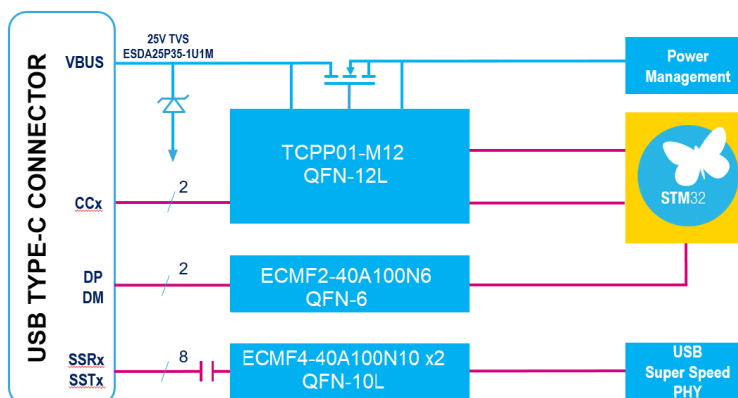 USB TYPE-C CONNECTOR
VBUS
25V TVS
ESDA25P35-1U1M
Power
Management
TCPP01-M12
QFN-12L
STM32
CCx
2
DP
DM
2
ECMF2-40A100N6
QFN-6
SSRx
SSTx
8
ECMF4-40A100N10 x2
QFN-10L
USB
Super Speed
PHY